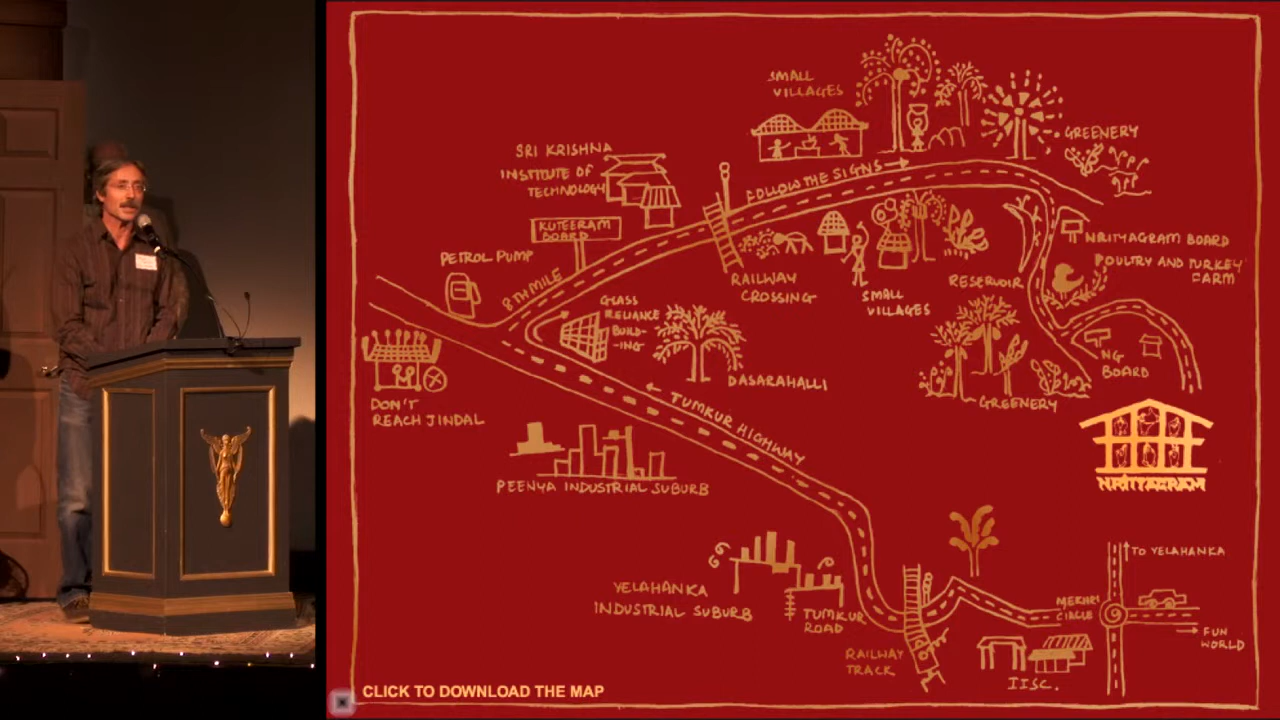 SMALL
VILLAGES
GREENERY
SRI KRISHNA
INSTITUTE OF
TECHNOLOGY
FOLLOW THE SIGNS
KUTEERAM
BOARD
NRITYAGRAM BOARD
PETROL PUMP
POULTRY AND TURKEY
FARM
8TH MILE
RAILWAY
CROSSING
RESERVOIR
SMALL
VILLAGES
GLASS
RELIANCE
BUILD-
-ING
NG
BOARD
DASARAHALLI
GREENERY
DON'T
REACH JINDAL
TUMKUR HIGHWAY
PEENYA INDUSTRIAL SUBURB
NRITYAGRAM
TO YELAHANKA
YELAHANKA
INDUSTRIAL SUBURB
TUMKUR
ROAD
MEKHRI
CIRCLE
FUN
WORLD
RAILWAY
TRACK
IISC.
CLICK TO DOWNLOAD THE MAP